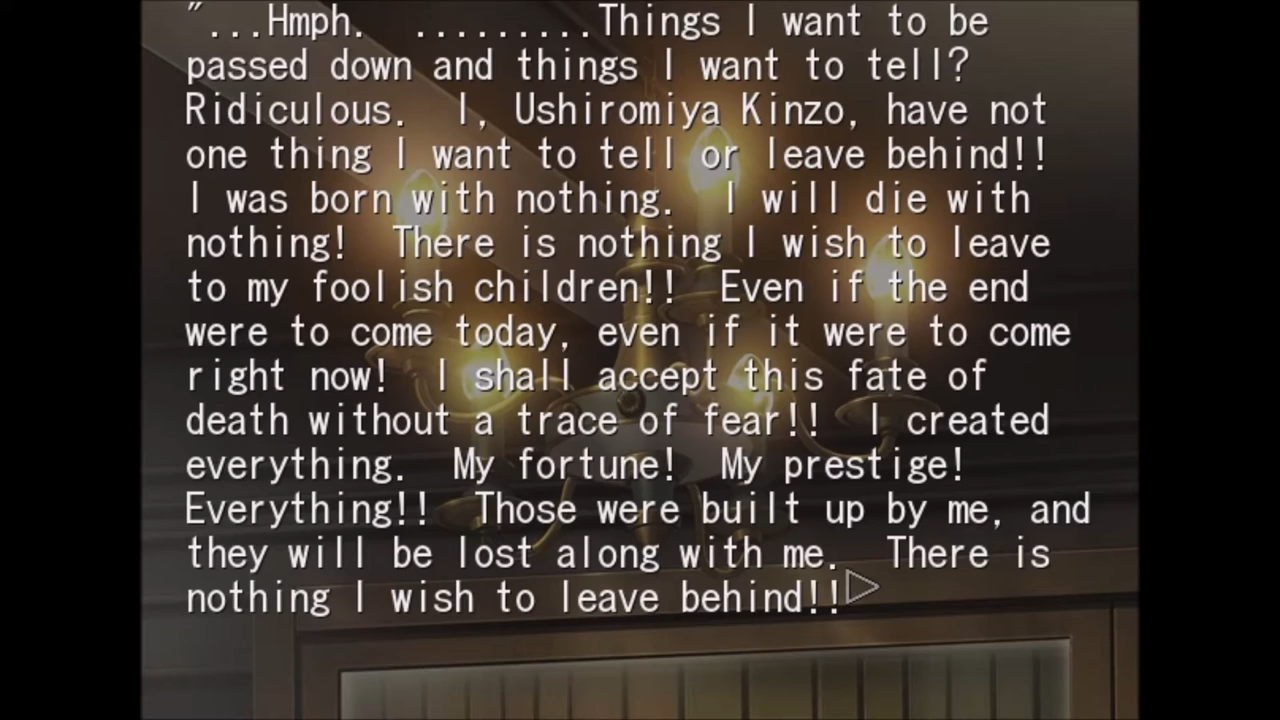 "...Hmph.  .........Things I want to be
passed down and things I want to tell?
Ridiculous.  I, Ushiromiya Kinzo, have not
one thing I want to tell or leave behind!!
I was born with nothing.  I will die with
nothing!  There is nothing I wish to leave
to my foolish children!!  Even if the end
were to come today, even if it were to come
right now!  I shall accept this fate of
death without a trace of fear!!  I created
everything.  My fortune!  My prestige!
Everything!!  Those were built up by me, and
they will be lost along with me.  There is
nothing I wish to leave behind!!